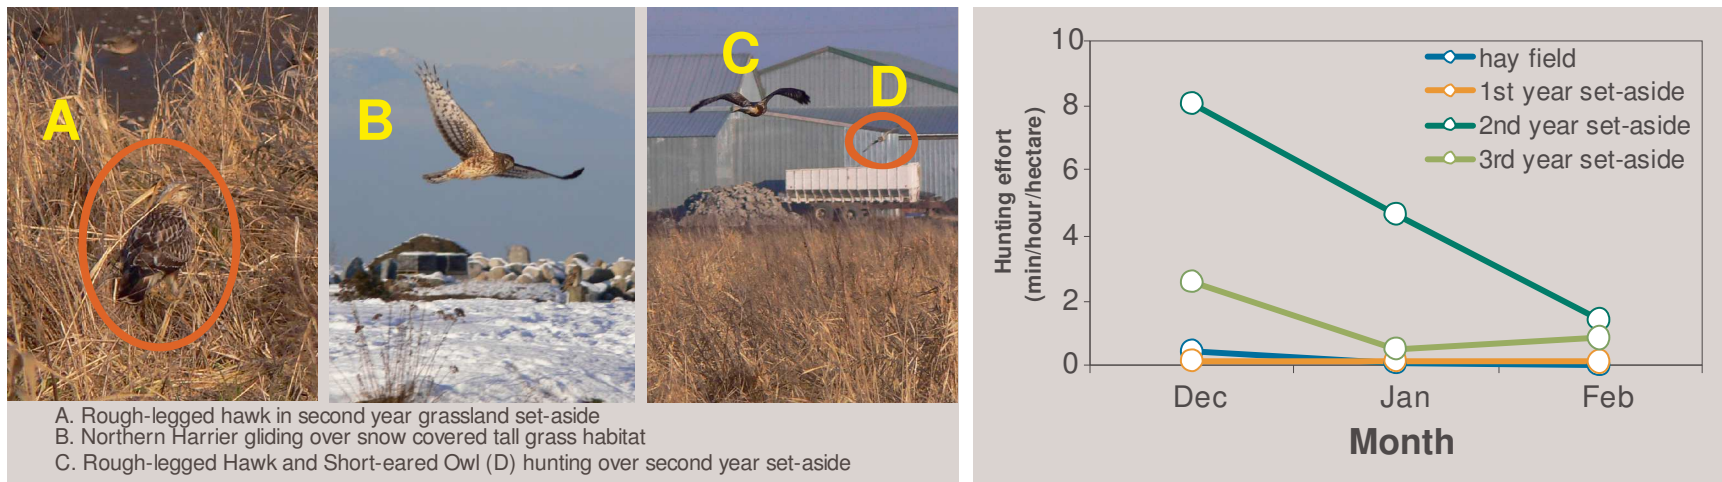 A
B
C
D
A. Rough-legged hawk in second year grassland set-aside
B. Northern Harrier gliding over snow covered tall grass habitat
C. Rough-legged Hawk and Short-eared Owl (D) hunting over second year set-aside
10
8
6
4
2
0
Hunting effort
(min/hour/hectare)
hay field
1st year set-aside
2nd year set-aside
3rd year set-aside
Dec Jan Feb
Month